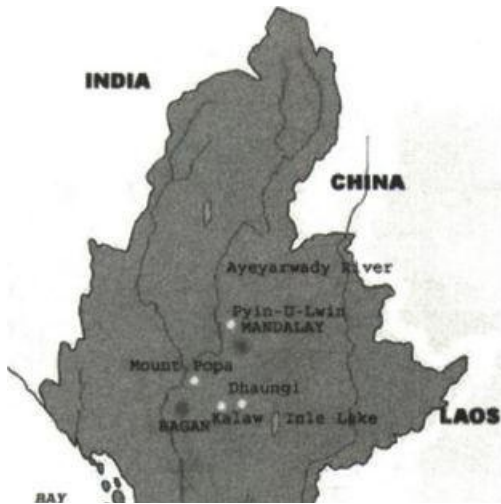 INDIA
CHINA
Ayeyarwady River
Pyin-U-Lwin
MANDALAY
Mount Popa
Dhaungi
BAGAN Kalaw Inle Lake
LAOS
BAY